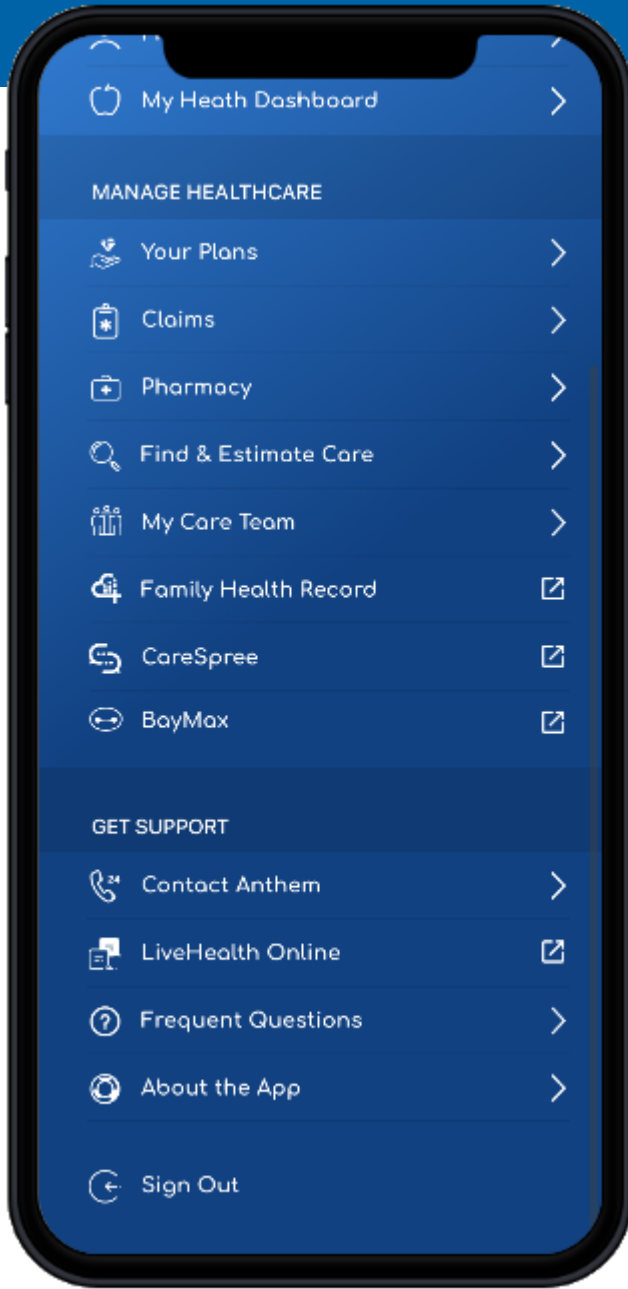 My Heath Dashboard
MANAGE HEALTHCARE
Your Plans
Claims
Pharmacy
Find & Estimate Care
My Care Team
Family Health Record
CareSpree
BayMax
GET SUPPORT
24
Contact Anthem
LiveHealth Online
Frequent Questions
About the App
Sign Out